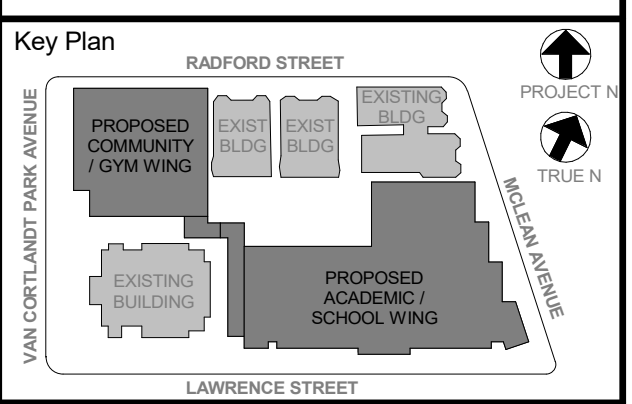 Key Plan
RADFORD STREET
PROJECT N
TRUE N
VAN CORTLANDT PARK AVENUE
PROPOSED
COMMUNITY
/ GYM WING
EXIST
BLDG
EXIST
BLDG
EXISTING
BLDG
MCLEAN AVENUE
EXISTING
BUILDING
PROPOSED
ACADEMIC /
SCHOOL WING
LAWRENCE STREET